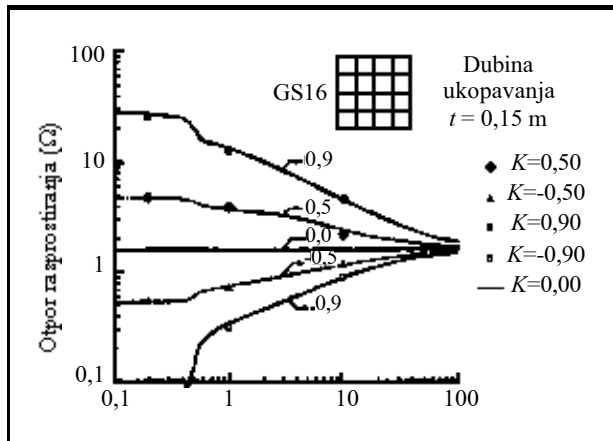 Otpor rasprostiranja (Ω)
100
10
1
0,1
0,1
1
10
100
GS16
Dubina
ukopavanja
t = 0,15 m
0,9
0,5
0,0
-0,5
-0,9
K=0,50
K=-0,50
K=0,90
K=-0,90
K=0,00